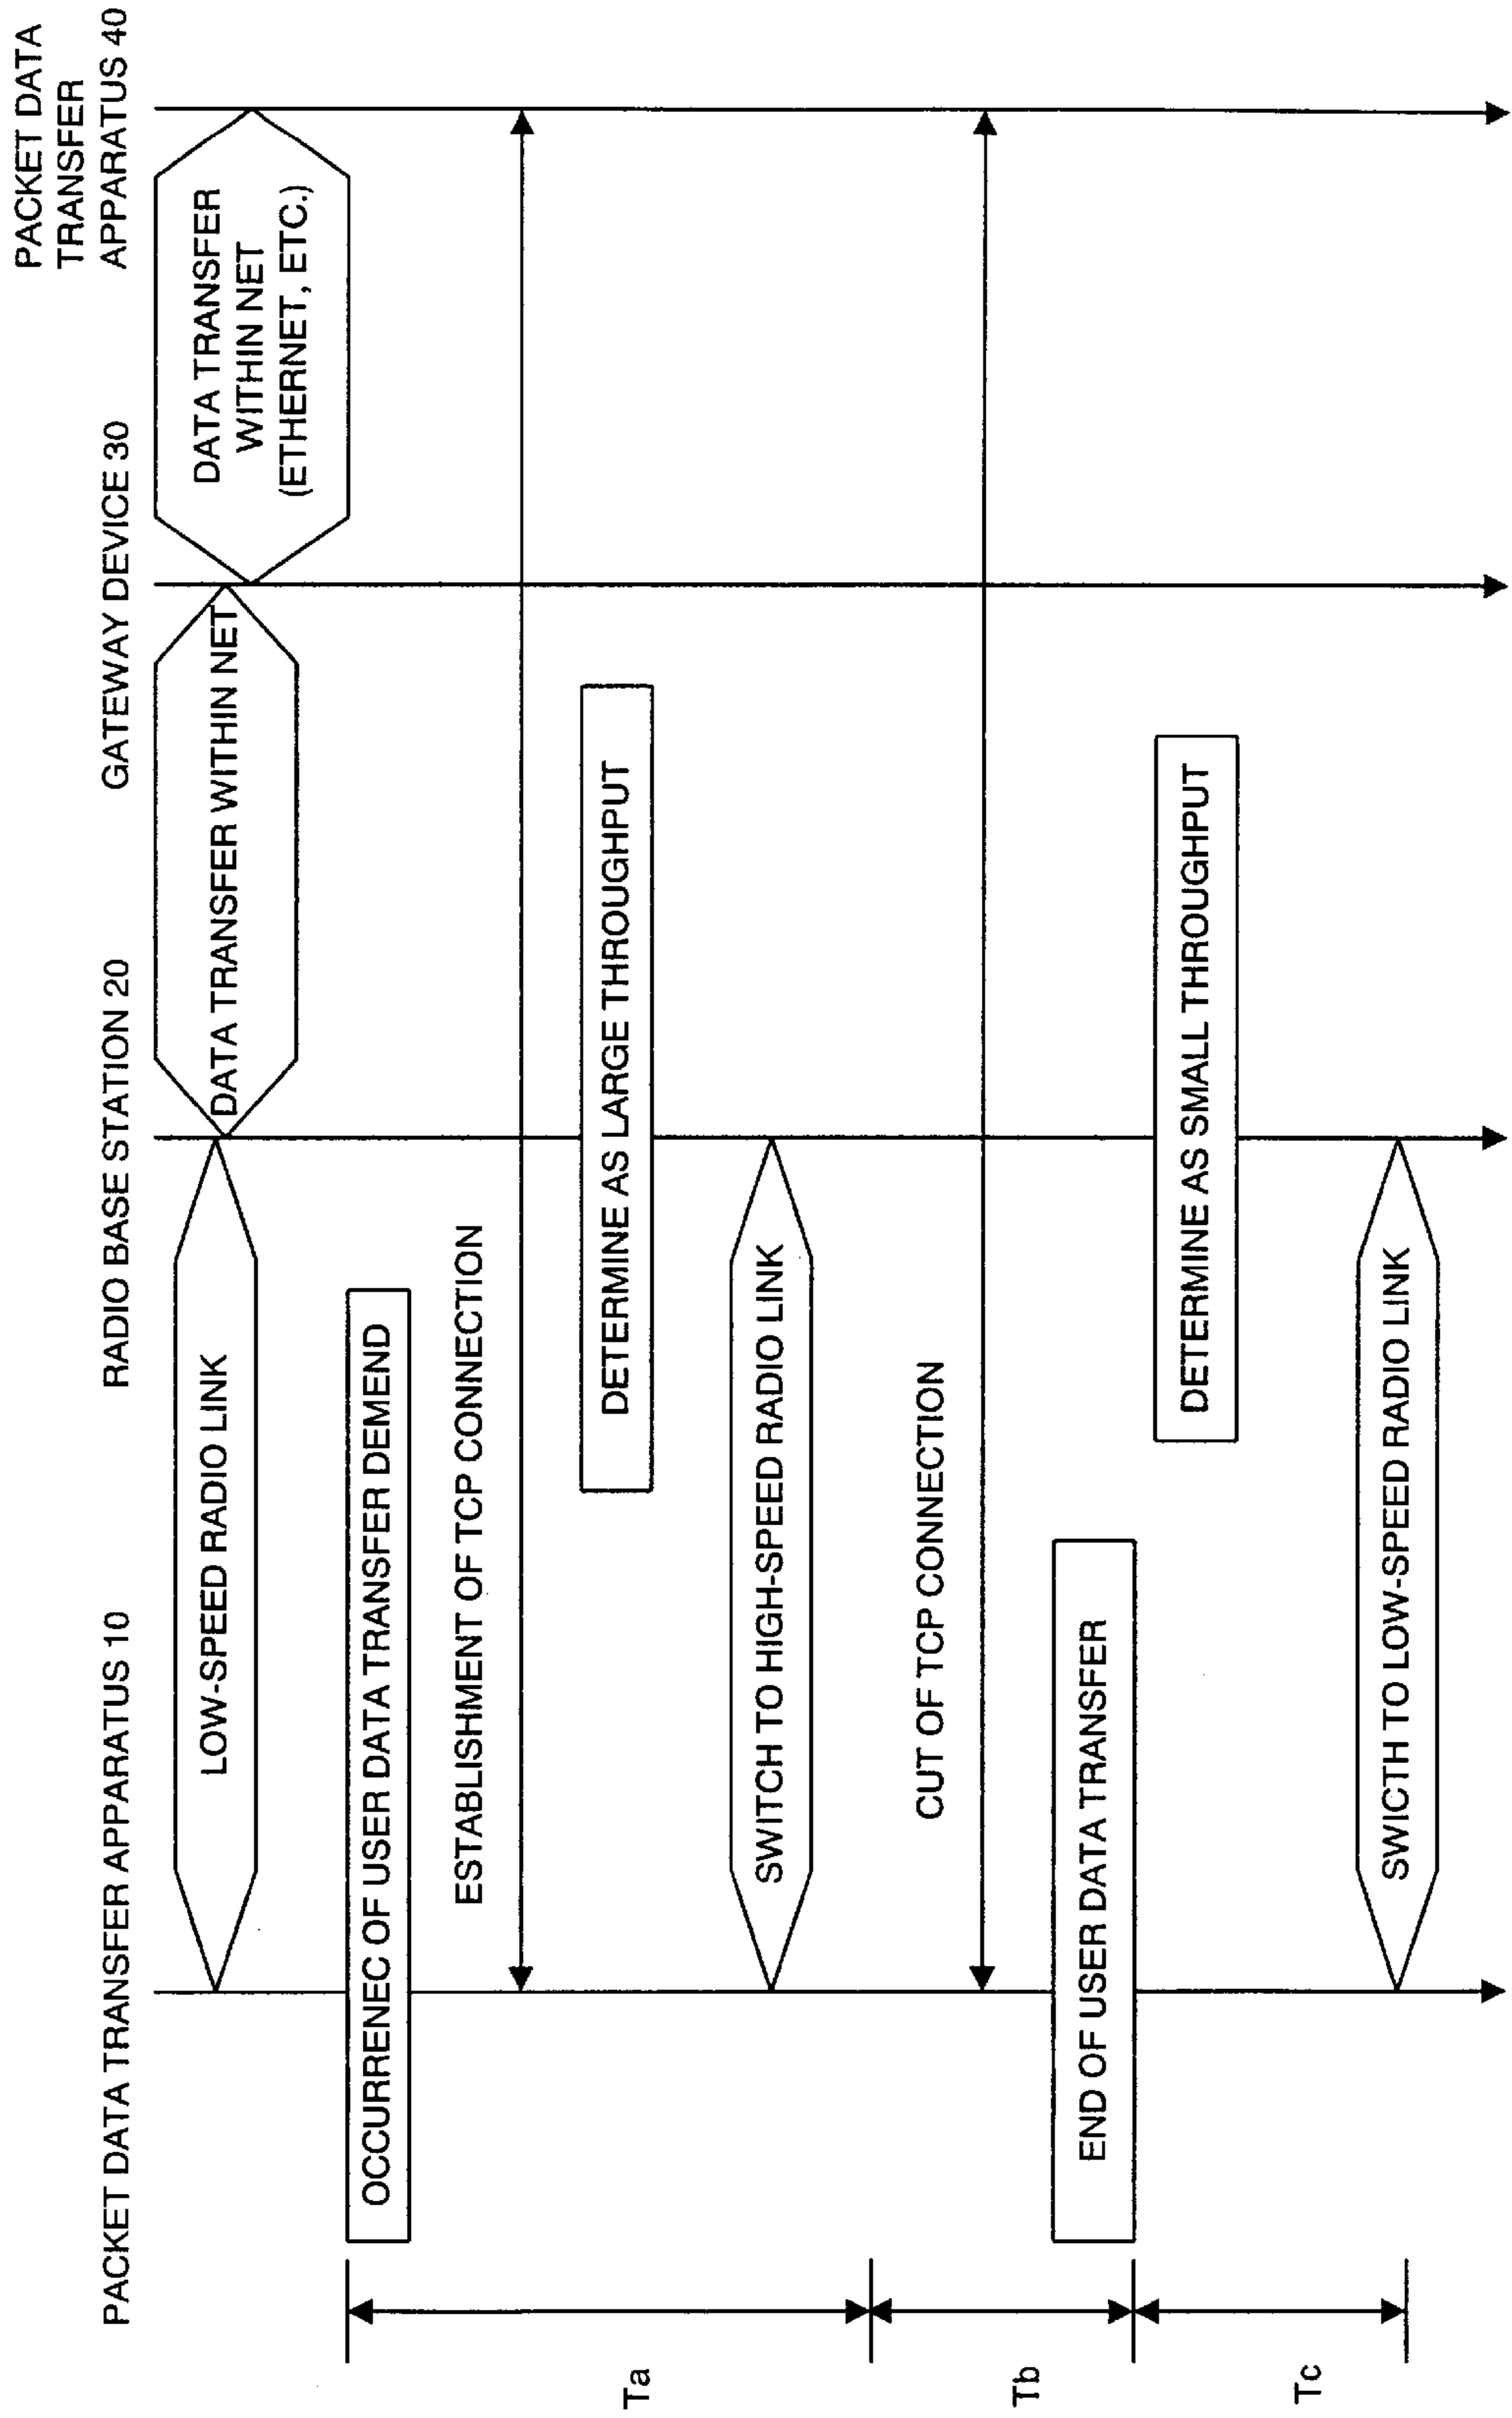 PACKET DATA TRANSFER APPARATUS 10
RADIO BASE STATION 20
GATEWAY DEVICE 30
PACKET DATA
TRANSFER
APPARATUS 40
LOW-SPEED RADIO LINK
DATA TRANSFER WITHIN NET
DATA TRANSFER
WITHIN NET
(ETHERNET, ETC.)
OCCURRENEC OF USER DATA TRANSFER DEMEND
ESTABLISHMENT OF TCP CONNECTION
DETERMINE AS LARGE THROUGHPUT
Ta
SWITCH TO HIGH-SPEED RADIO LINK
CUT OF TCP CONNECTION
Tb
END OF USER DATA TRANSFER
DETERMINE AS SMALL THROUGHPUT
Tc
SWICTH TO LOW-SPEED RADIO LINK